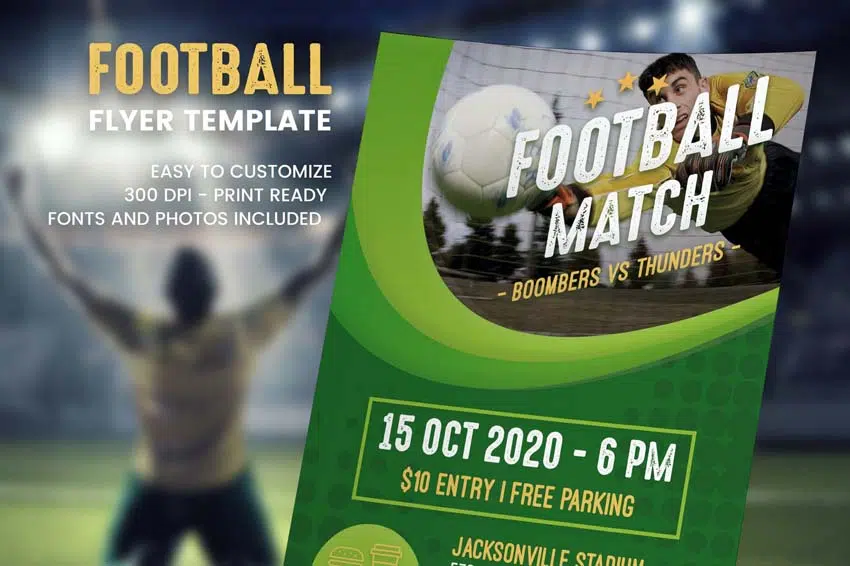 FOOTBALL
FLYER TEMPLATE
EASY TO CUSTOMIZE
300 DPI - PRINT READY
FONTS AND PHOTOS INCLUDED
FOOTBALL
MATCH
- BOOMBERS VS THUNDERS -
15 OCT 2020 - 6 PM
$10 ENTRY | FREE PARKING
JACKSONVILLE STADIUM